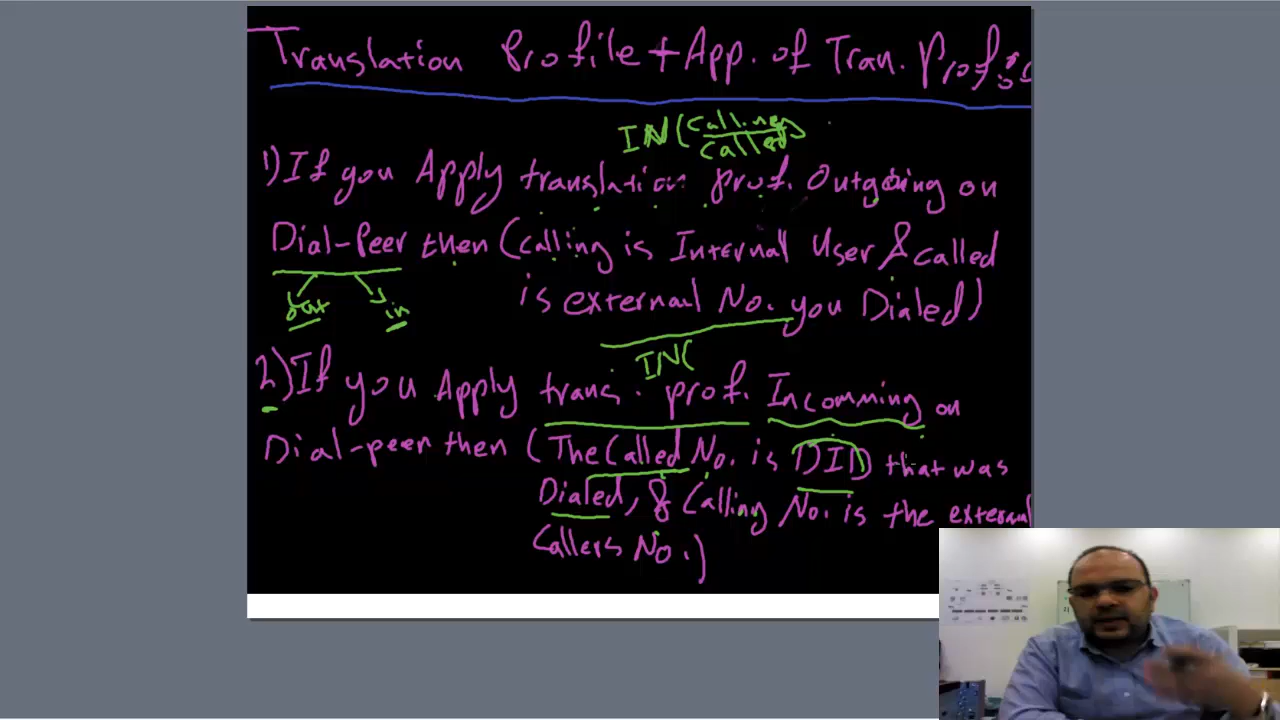 Translation Profile + App. of Tran. Prof
IN (Calling
Called)
1) If you Apply translation prof. Outgoing on
Dial-Peer then (Calling is Internal User & called
out in
is external No. you Dialed)
IN(
2) If you Apply trans. prof. Incomming on
Dial-peer then (The Called No. is DID that was
Dialed, & Calling No. is the external
Callers No.)